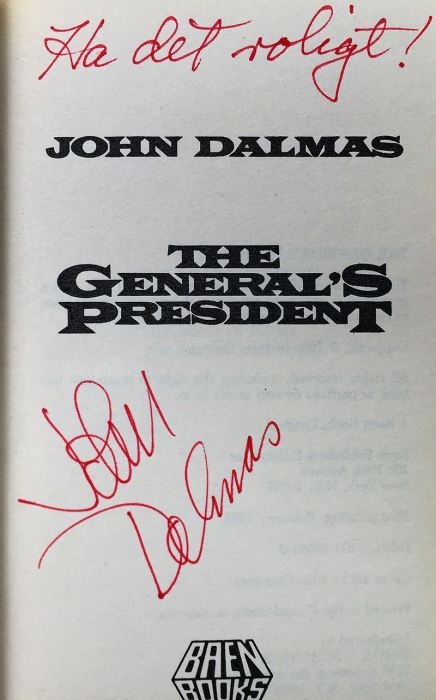 Ha det roligt!
JOHN DALMAS
THE
GENERAL'S
PRESIDENT
John
Dalmas
BAEN
BOOKS